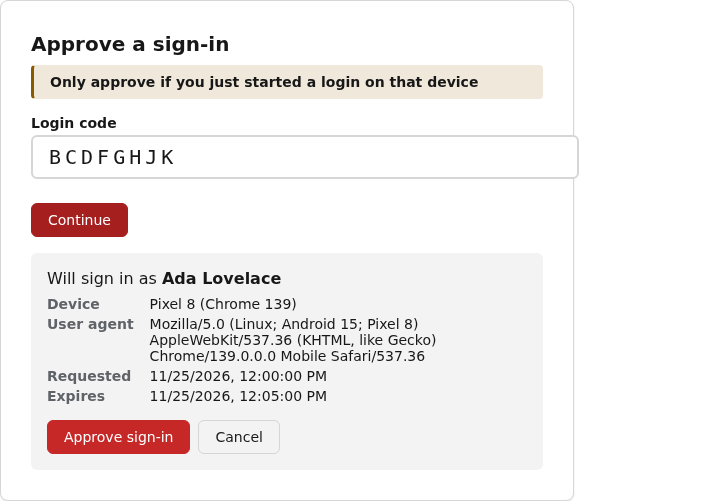 Approve a sign-in
Only approve if you just started a login on that device
Login code
BCDFGHJK
Continue
Will sign in as Ada Lovelace
Device Pixel 8 (Chrome 139)
User agent Mozilla/5.0 (Linux; Android 15; Pixel 8)
AppleWebKit/537.36 (KHTML, like Gecko)
Chrome/139.0.0.0 Mobile Safari/537.36
Requested 11/25/2026, 12:00:00 PM
Expires 11/25/2026, 12:05:00 PM
Approve sign-in Cancel